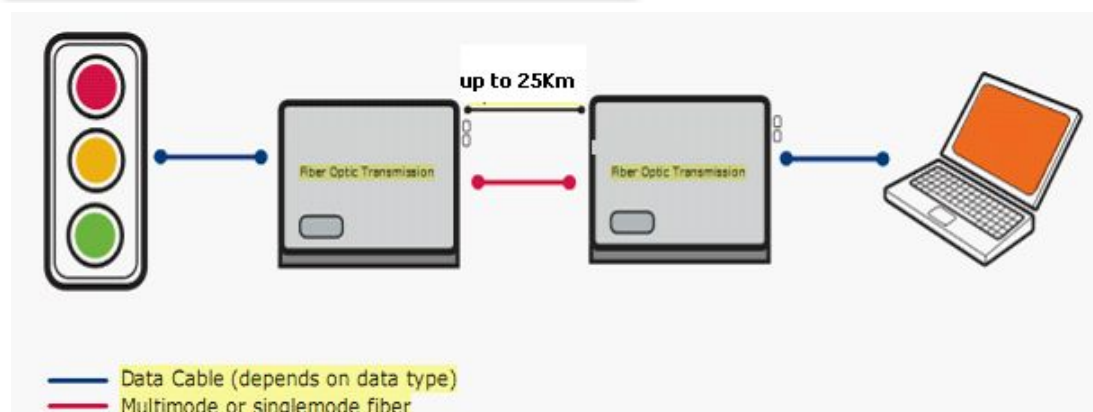 up to 25Km
Fiber Optic Transmission
Fiber Optic Transmission
Data Cable (depends on data type)
Multimode or singlemode fiber